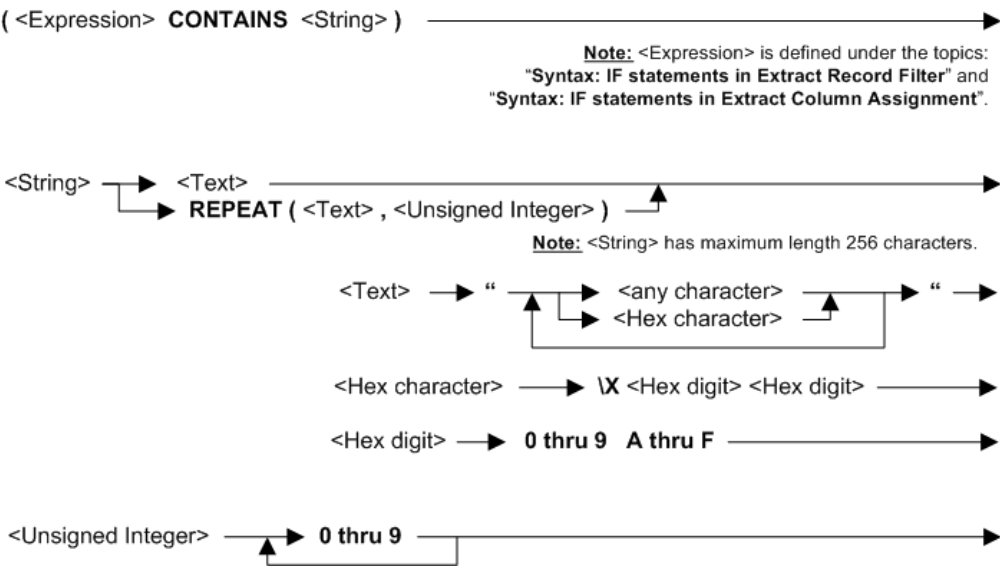 ( <Expression> CONTAINS <String> )
Note: <Expression> is defined under the topics:
“Syntax: IF statements in Extract Record Filter” and
“Syntax: IF statements in Extract Column Assignment”.
<String> <Text>
REPEAT ( <Text> , <Unsigned Integer> )
Note: <String> has maximum length 256 characters.
<Text> “ <any character> “
<Hex character>
<Hex character> \X <Hex digit> <Hex digit>
<Hex digit> 0 thru 9 A thru F
<Unsigned Integer> 0 thru 9